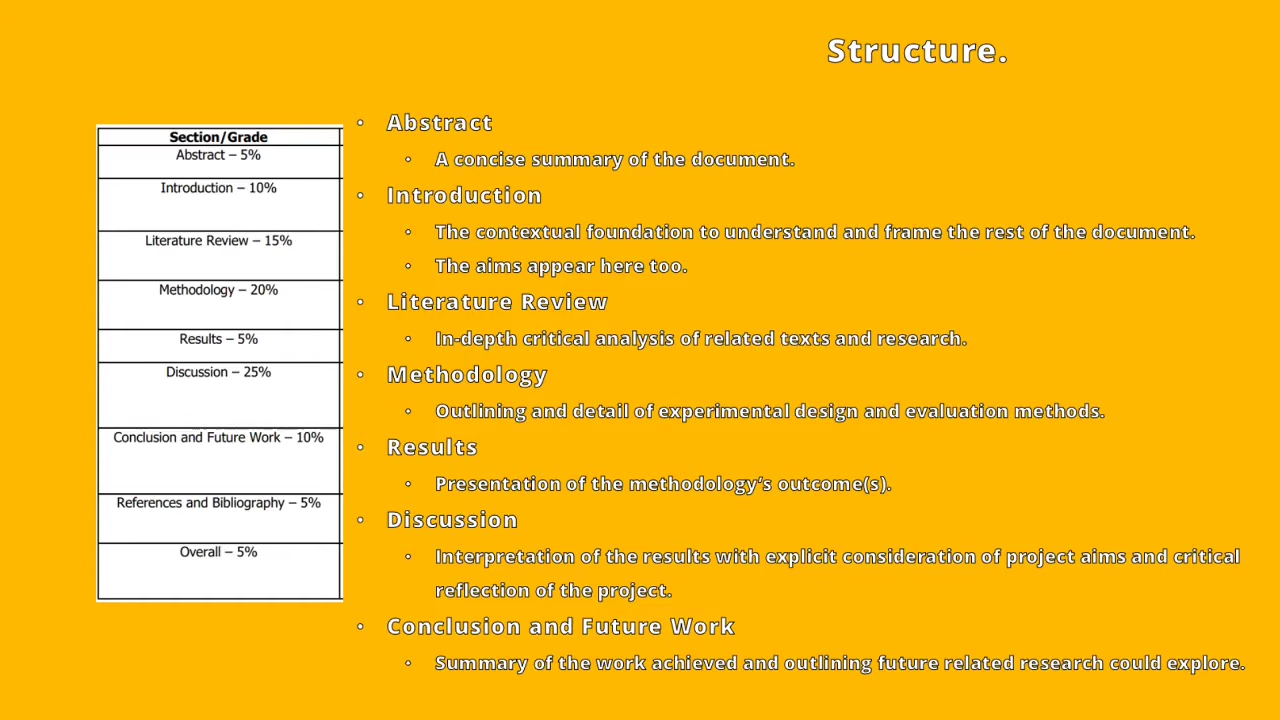 Structure.
Section/Grade
Abstract – 5%
Introduction – 10%
Literature Review – 15%
Methodology – 20%
Results – 5%
Discussion – 25%
Conclusion and Future Work – 10%
References and Bibliography – 5%
Overall – 5%
• Abstract
• A concise summary of the document.
• Introduction
• The contextual foundation to understand and frame the rest of the document.
• The aims appear here too.
• Literature Review
• In-depth critical analysis of related texts and research.
• Methodology
• Outlining and detail of experimental design and evaluation methods.
• Results
• Presentation of the methodology’s outcome(s).
• Discussion
• Interpretation of the results with explicit consideration of project aims and critical
reflection of the project.
• Conclusion and Future Work
• Summary of the work achieved and outlining future related research could explore.